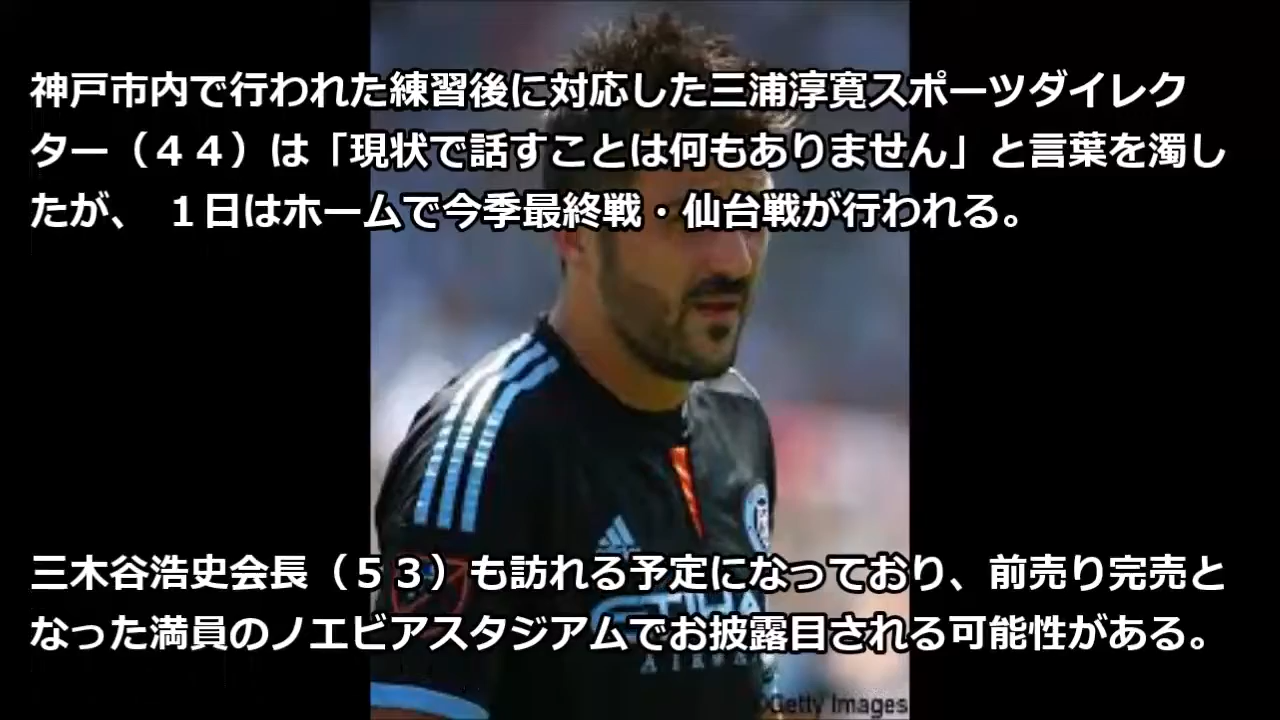 神戸市内で行われた練習後に対応した三浦淳寛スポーツダイレク
ター（４４）は「現状で話すことは何もありません」と言葉を濁し
たが、 １日はホームで今季最終戦・仙台戦が行われる。
三木谷浩史会長（５３）も訪れる予定になっており、前売り完売と
なった満員のノエビアスタジアムでお披露目される可能性がある。
ETIHAD
AIRWAYS
Getty Images